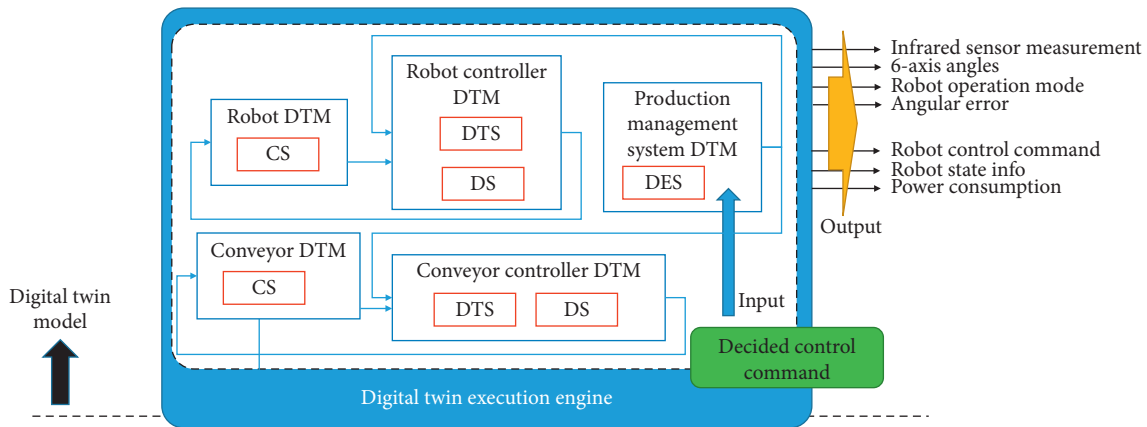 Robot DTM
CS
Robot controller
DTM
DTS
DS
Production
management
system DTM
DES
Conveyor DTM
CS
Conveyor controller DTM
DTS
DS
Input
Decided control
command
Digital twin execution engine
Digital twin
model
Infrared sensor measurement
6-axis angles
Robot operation mode
Angular error
Robot control command
Robot state info
Power consumption
Output